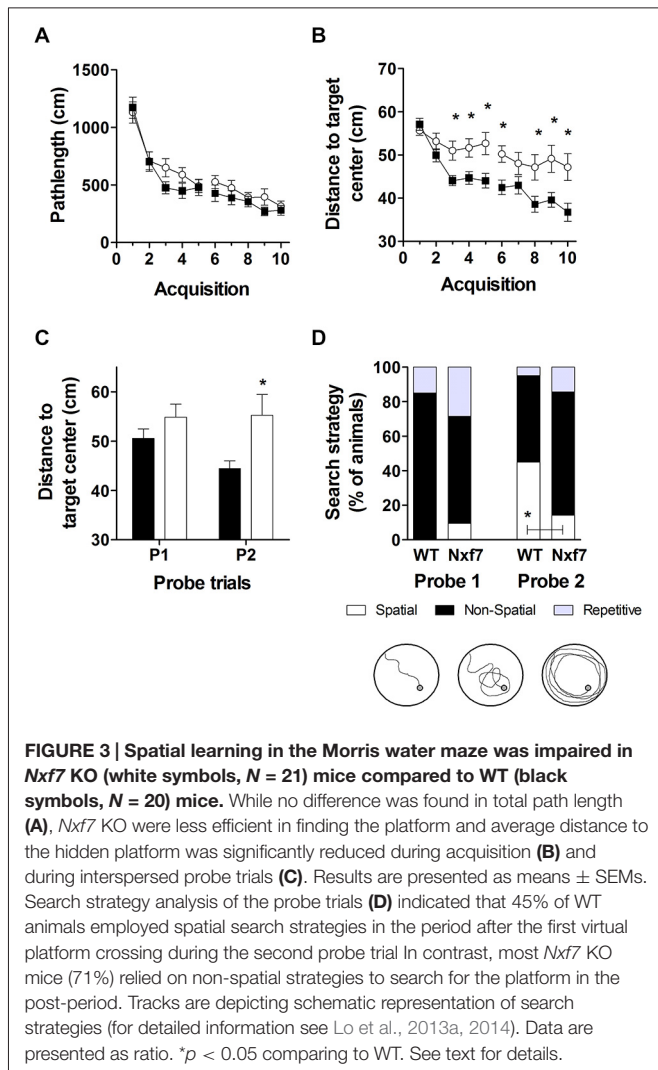 A
Pathlength (cm)
1500
1000
500
0
0 2 4 6 8 10
Acquisition
B
Distance to target
center (cm)
70
60
50
40
30
* * * * * * *
0 2 4 6 8 10
Acquisition
C
Distance to
target center (cm)
60
50
40
30
*
P1 P2
Probe trials
D
Search strategy
(% of animals)
100
80
60
40
20
0
*
WT Nxf7 WT Nxf7
Probe 1 Probe 2
Spatial Non-Spatial Repetitive
FIGURE 3 | Spatial learning in the Morris water maze was impaired in
Nxf7 KO (white symbols, N = 21) mice compared to WT (black
symbols, N = 20) mice. While no difference was found in total path length
(A), Nxf7 KO were less efficient in finding the platform and average distance to
the hidden platform was significantly reduced during acquisition (B) and
during interspersed probe trials (C). Results are presented as means ± SEMs.
Search strategy analysis of the probe trials (D) indicated that 45% of WT
animals employed spatial search strategies in the period after the first virtual
platform crossing during the second probe trial In contrast, most Nxf7 KO
mice (71%) relied on non-spatial strategies to search for the platform in the
post-period. Tracks are depicting schematic representation of search
strategies (for detailed information see Lo et al., 2013a, 2014). Data are
presented as ratio. *p < 0.05 comparing to WT. See text for details.